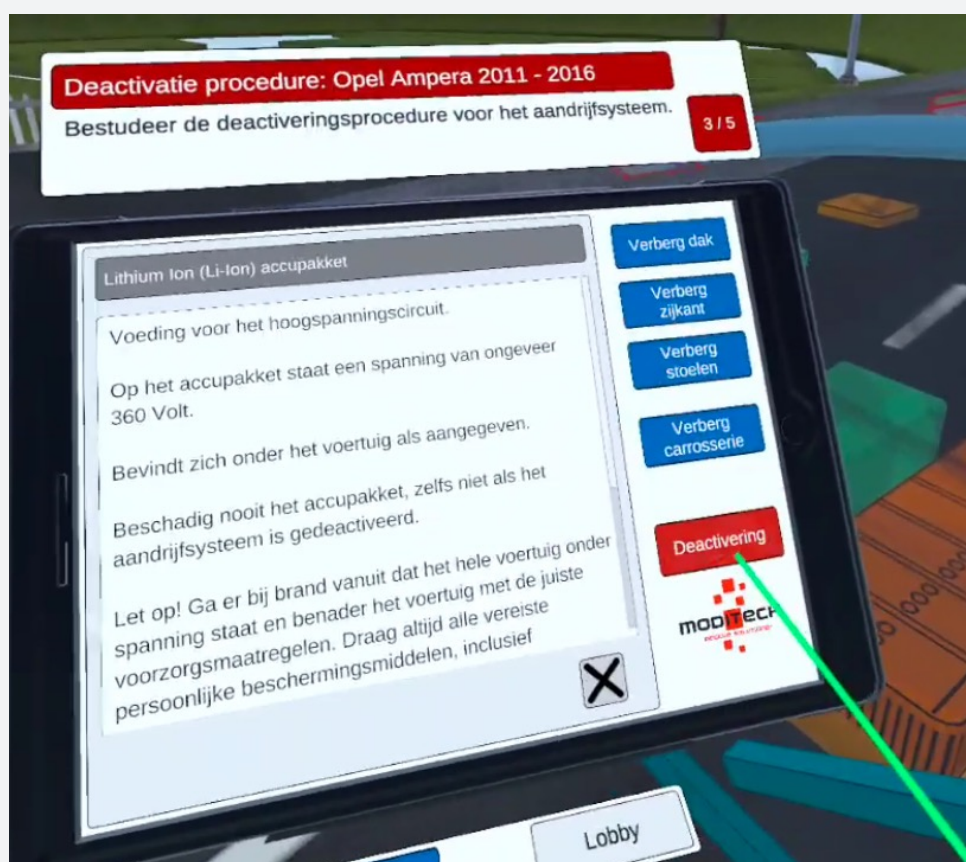 Deactivatie procedure: Opel Ampera 2011 - 2016
Bestudeer de deactiveringsprocedure voor het aandrijfsysteem.
3 / 5
Lithium Ion (Li-Ion) accupakket
Voeding voor het hoogspanningscircuit.
Op het accupakket staat een spanning van ongeveer
360 Volt.
Bevindt zich onder het voertuig als aangegeven.
Beschadig nooit het accupakket, zelfs niet als het
aandrijfsysteem is gedeactiveerd.
Let op! Ga er bij brand vanuit dat het hele voertuig onder
spanning staat en benader het voertuig met de juiste
voorzorgsmaatregelen. Draag altijd alle vereiste
persoonlijke beschermingsmiddelen, inclusief
Verberg dak
Verberg
zijkant
Verberg
stoelen
Verberg
carrosserie
Deactivering
MODITECH
Lobby